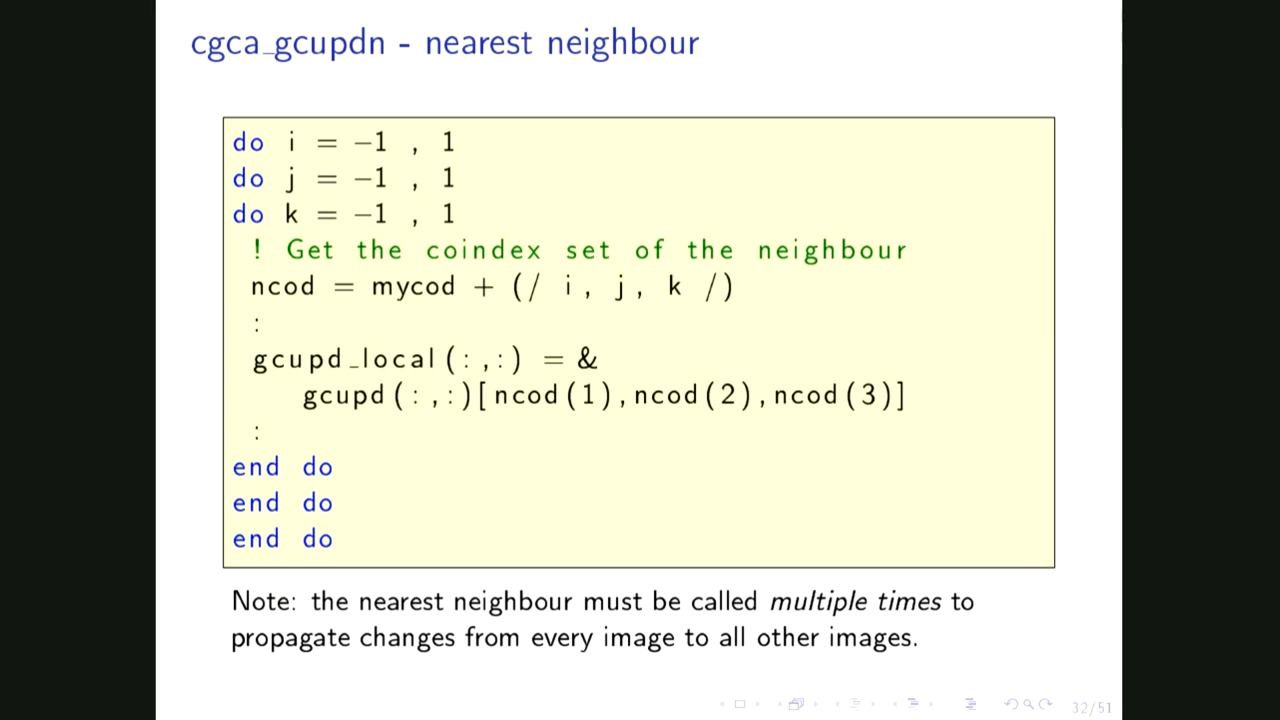 cgca_gcupdn - nearest neighbour
do i = −1 , 1
do j = −1 , 1
do k = −1 , 1
! Get the coindex set of the neighbour
ncod = mycod + (/ i, j, k /)
:
gcupd_local(:,:) = &
gcupd(:,:)[ncod(1),ncod(2),ncod(3)]
:
end do
end do
end do
Note: the nearest neighbour must be called multiple times to
propagate changes from every image to all other images.
32/51